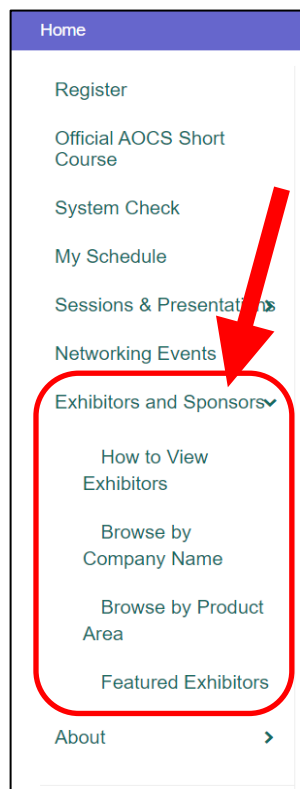 Home
Register
Official AOCS Short
Course
System Check
My Schedule
Sessions & Presentations
Networking Events
Exhibitors and Sponsors
How to View
Exhibitors
Browse by
Company Name
Browse by Product
Area
Featured Exhibitors
About